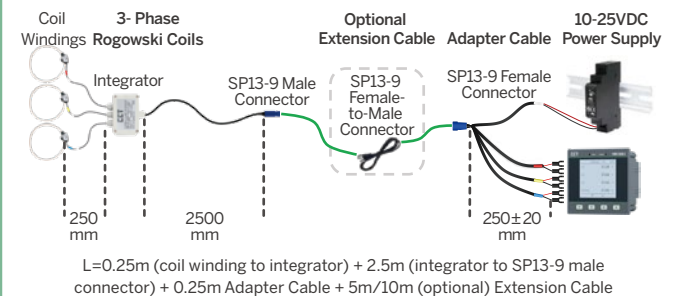 Coil
Windings
3- Phase
Rogowski Coils
Optional
Extension Cable
Adapter Cable
10-25VDC
Power Supply
Integrator
SP13-9 Male
Connector
SP13-9
Female-
to-Male
Connector
SP13-9 Female
Connector
CET
250
mm
2500
mm
250±20
mm
L=0.25m (coil winding to integrator) + 2.5m (integrator to SP13-9 male
connector) + 0.25m Adapter Cable + 5m/10m (optional) Extension Cable